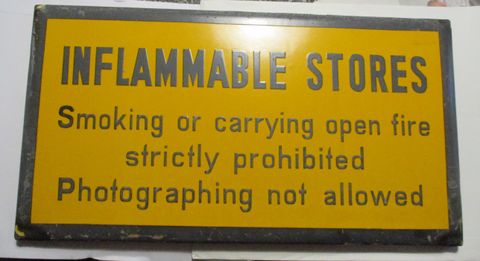 INFLAMMABLE STORES
Smoking or carrying open fire
strictly prohibited
Photographing not allowed